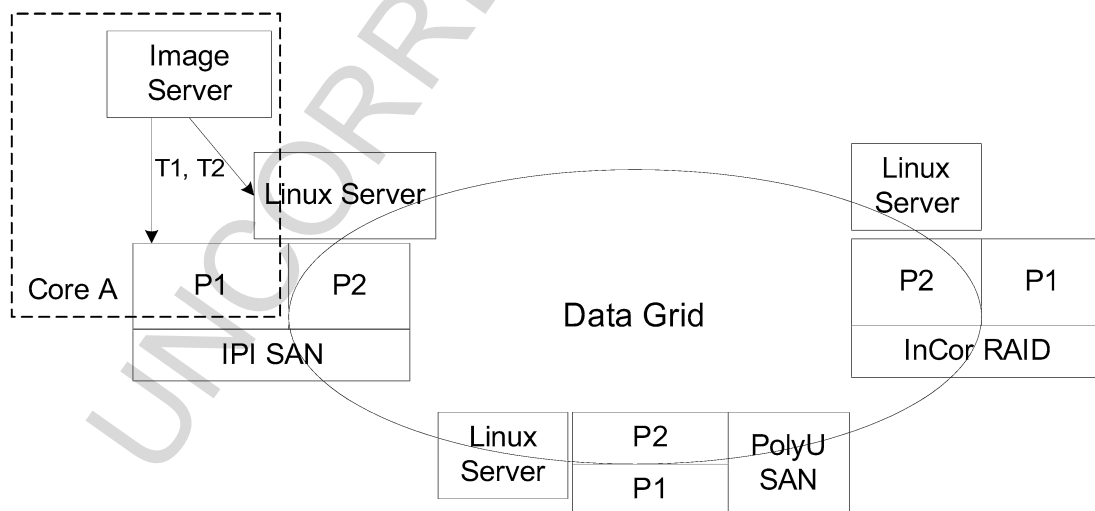 UNCORRE
Image
Server
T1, T2
Linux Server
Core A
P1
P2
IPI SAN
Data Grid
Linux
Server
P2
P1
InCor RAID
Linux
Server
P2
P1
PolyU
SAN